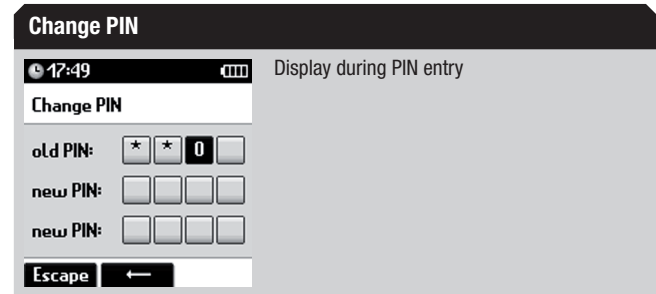 Change PIN
17:49
Display during PIN entry
Change PIN
old PIN: * * 0
new PIN:
new PIN:
Escape ←